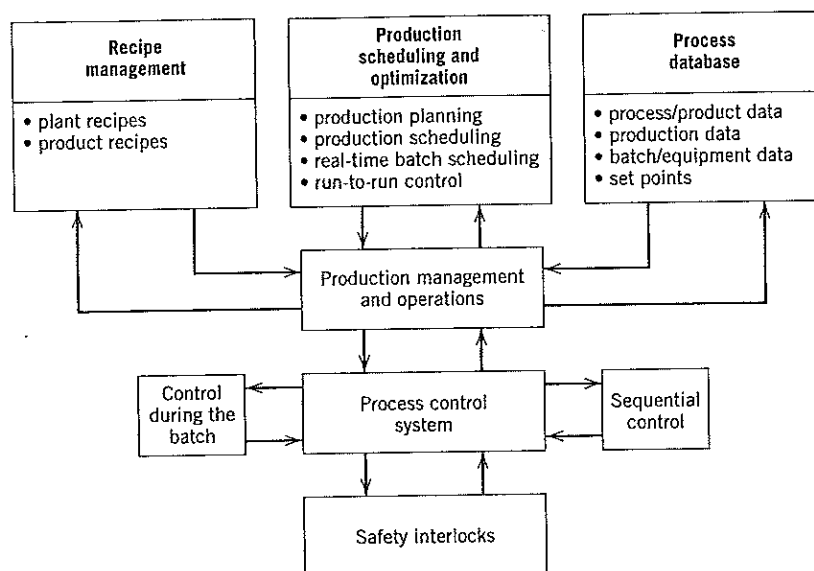 Recipe
management
• plant recipes
• product recipes
Production
scheduling and
optimization
• production planning
• production scheduling
• real-time batch scheduling
• run-to-run control
Process
database
• process/product data
• production data
• batch/equipment data
• set points
Production management
and operations
Control
during the
batch
Process control
system
Sequential
control
Safety interlocks